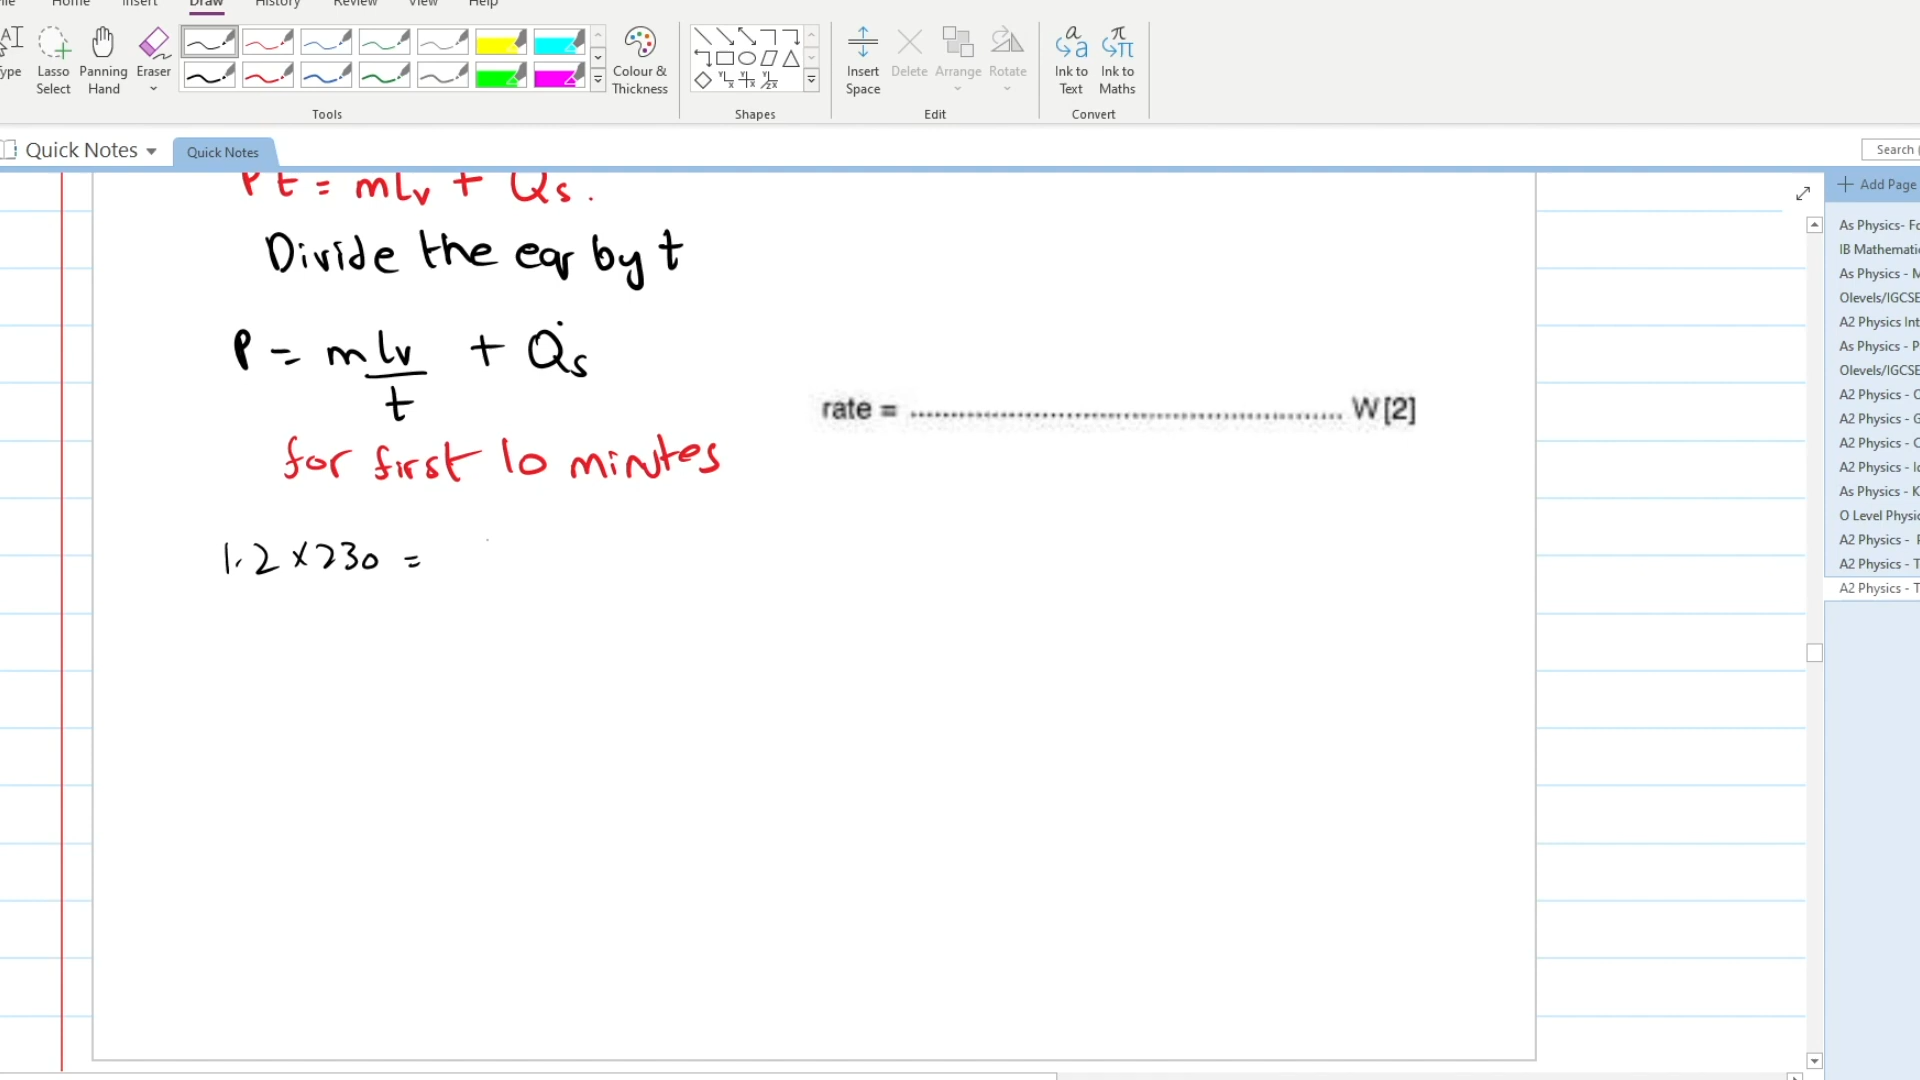 Home Insert Draw History Review View Help
Type
Lasso Select
Panning Hand
Eraser
Colour & Thickness
Insert Space
Delete
Arrange
Rotate
Ink to Text
Ink to Maths
Tools
Shapes
Edit
Convert
Quick Notes
Quick Notes
Search (
Add Page
As Physics- Fo
IB Mathematic
As Physics - M
Olevels/IGCSE
A2 Physics Int
As Physics - P
Olevels/IGCSE
A2 Physics - C
A2 Physics - G
A2 Physics - C
A2 Physics - Ic
As Physics - K
O Level Physic
A2 Physics - F
A2 Physics - T
A2 Physics - T
Pt = mLv + Qs.
Divide the eqr by t
P = mLv/t + Q̇s
rate = ........................................ W [2]
for first 10 minutes
1.2 × 230 =